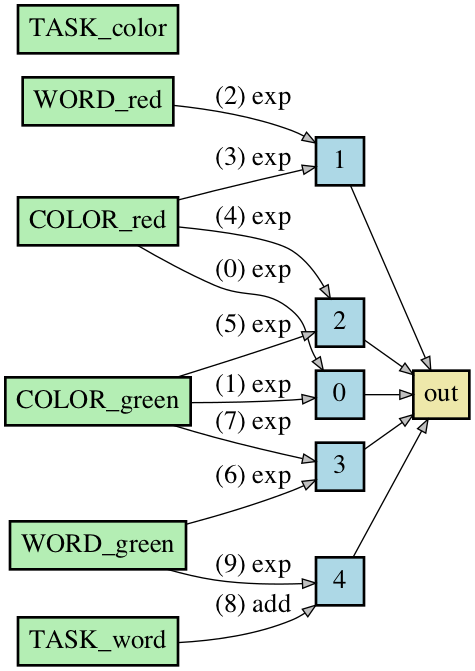 TASK_color
WORD_red
(2) exp
(3) exp
1
COLOR_red
(4) exp
(0) exp
2
(5) exp
COLOR_green
(1) exp
0
out
(7) exp
3
(6) exp
WORD_green
(9) exp
4
(8) add
TASK_word